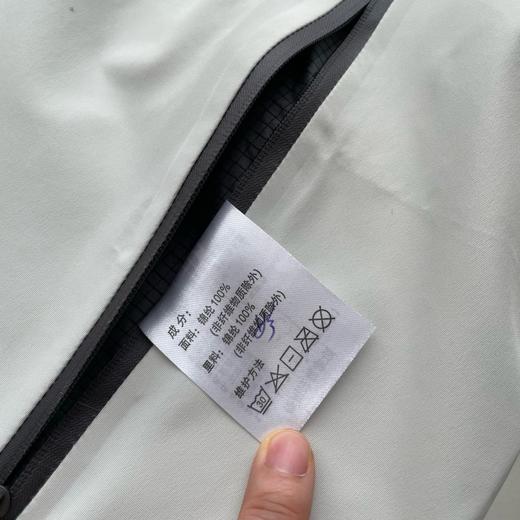 成 分：
面料：锦纶 100%
(非纤维物质除外)
里料：锦纶 100%
(非纤维物质除外)
维护方法
30